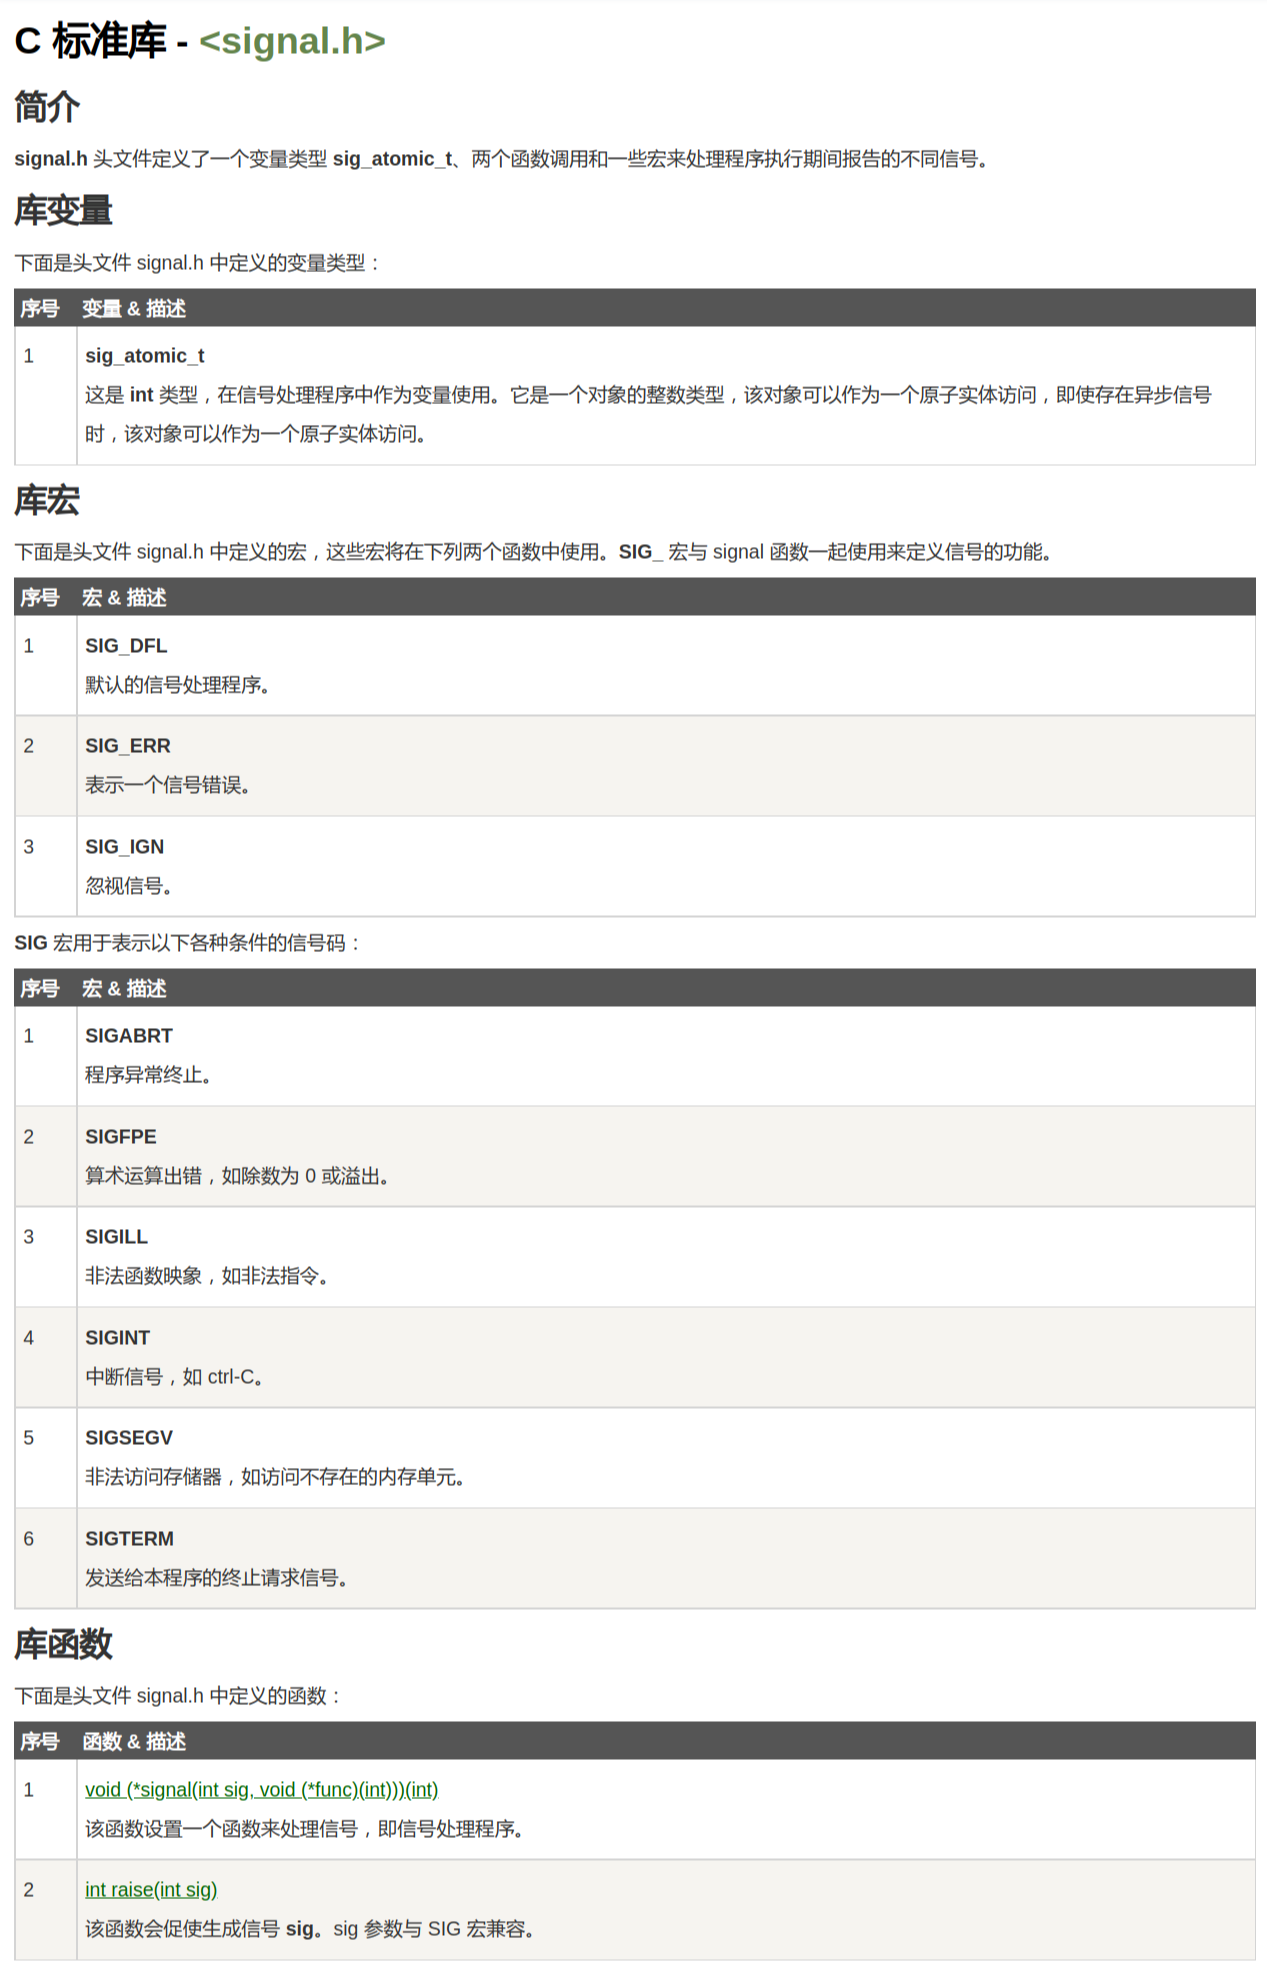 C 标准库 - <signal.h>
简介
signal.h 头文件定义了一个变量类型 sig_atomic_t、两个函数调用和一些宏来处理程序执行期间报告的不同信号。
库变量
下面是头文件 signal.h 中定义的变量类型：
序号 变量 & 描述
1 sig_atomic_t
这是 int 类型，在信号处理程序中作为变量使用。它是一个对象的整数类型，该对象可以作为一个原子实体访问，即使存在异步信号
时，该对象可以作为一个原子实体访问。
库宏
下面是头文件 signal.h 中定义的宏，这些宏将在下列两个函数中使用。SIG_ 宏与 signal 函数一起使用来定义信号的功能。
序号 宏 & 描述
1 SIG_DFL
默认的信号处理程序。
2 SIG_ERR
表示一个信号错误。
3 SIG_IGN
忽视信号。
SIG 宏用于表示以下各种条件的信号码：
序号 宏 & 描述
1 SIGABRT
程序异常终止。
2 SIGFPE
算术运算出错，如除数为 0 或溢出。
3 SIGILL
非法函数映象，如非法指令。
4 SIGINT
中断信号，如 ctrl-C。
5 SIGSEGV
非法访问存储器，如访问不存在的内存单元。
6 SIGTERM
发送给本程序的终止请求信号。
库函数
下面是头文件 signal.h 中定义的函数：
序号 函数 & 描述
1 void (*signal(int sig, void (*func)(int)))(int)
该函数设置一个函数来处理信号，即信号处理程序。
2 int raise(int sig)
该函数会促使生成信号 sig。sig 参数与 SIG 宏兼容。